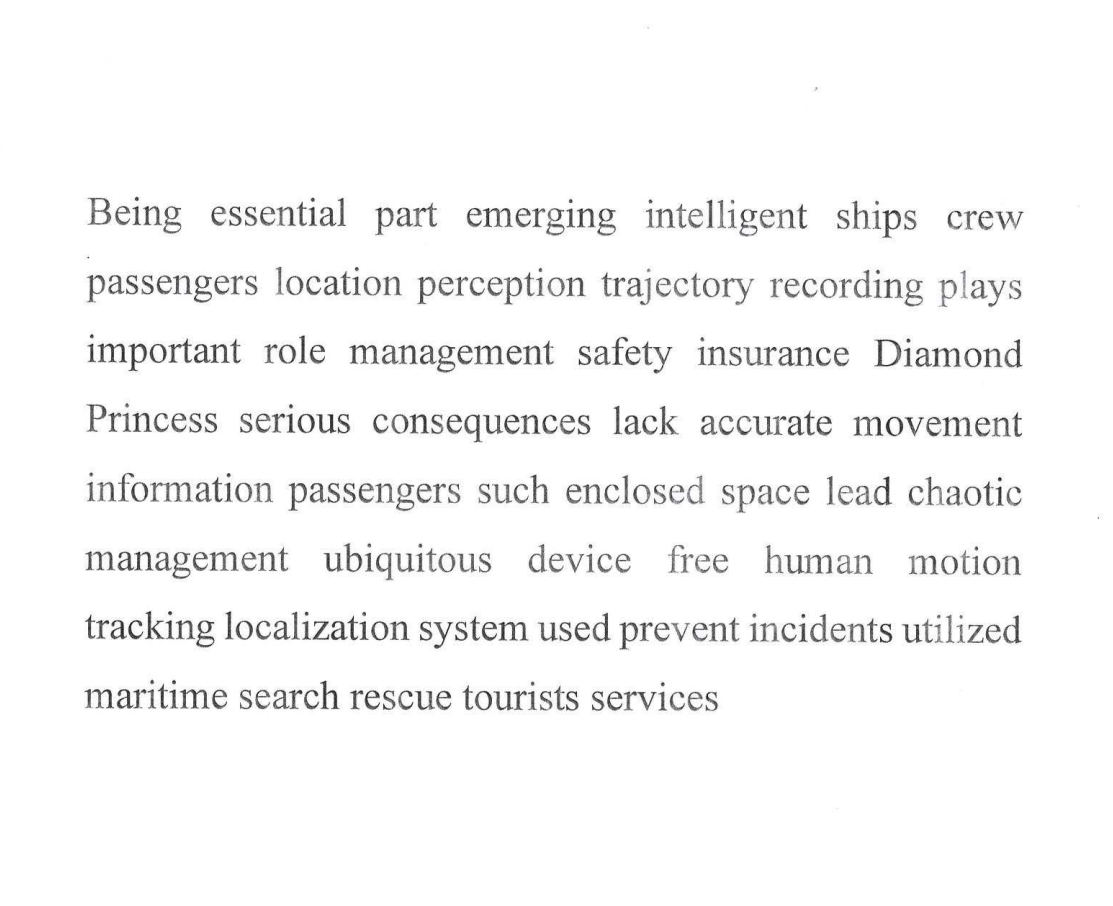 Being essential part emerging intelligent ships crew
passengers location perception trajectory recording plays
important role management safety insurance Diamond
Princess serious consequences lack accurate movement
information passengers such enclosed space lead chaotic
management ubiquitous device free human motion
tracking localization system used prevent incidents utilized
maritime search rescue tourists services